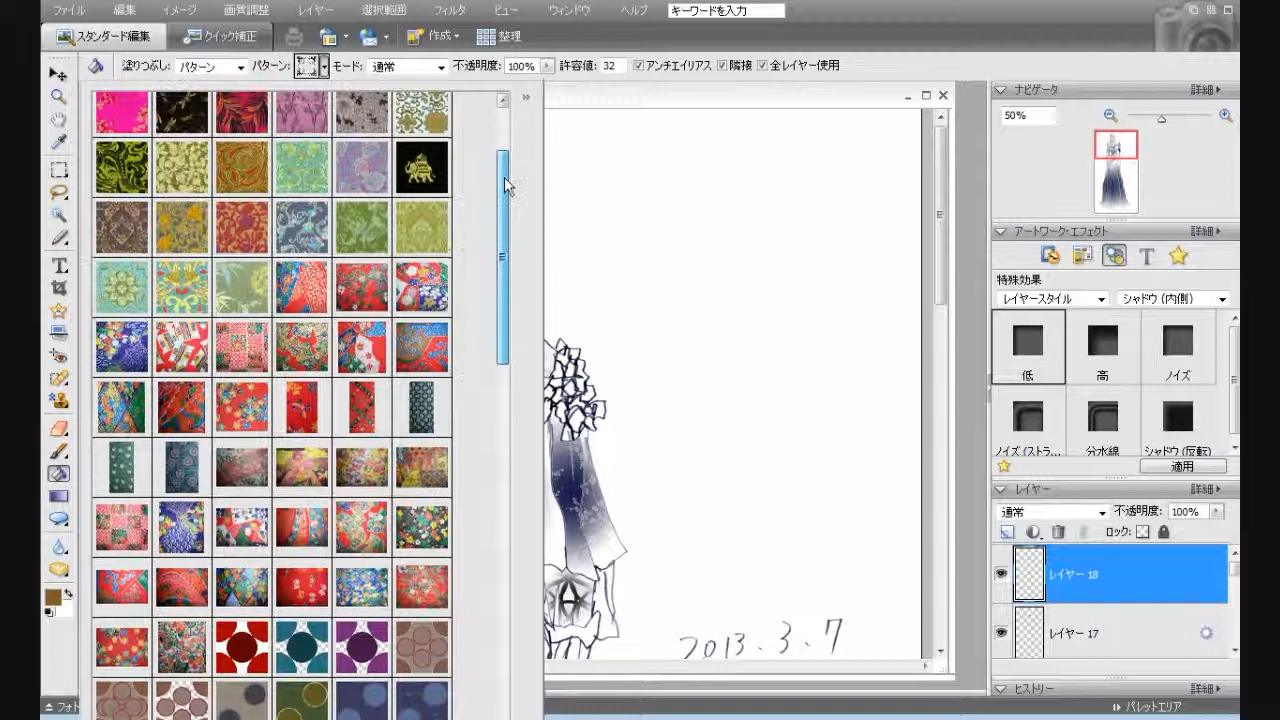 ファイル 編集 イメージ 画質調整 レイヤー 選択範囲 フィルタ ビュー ウィンドウ ヘルプ キーワードを入力
スタンダード編集 クイック補正 作成 整理
塗りつぶし: パターン パターン: モード: 通常 不透明度: 100% 許容値: 32 アンチエイリアス 隣接 全レイヤー使用
ナビゲータ 詳細
50%
アートワーク・エフェクト 詳細
特殊効果
レイヤースタイル シャドウ (内側)
低 高 ノイズ
ノイズ (ストラ... 分水線 シャドウ (反転)
適用
レイヤー 詳細
通常 不透明度: 100%
ロック:
レイヤー 18
レイヤー 17
2013.3.7
ヒストリー 詳細
フォト
パレットエリア